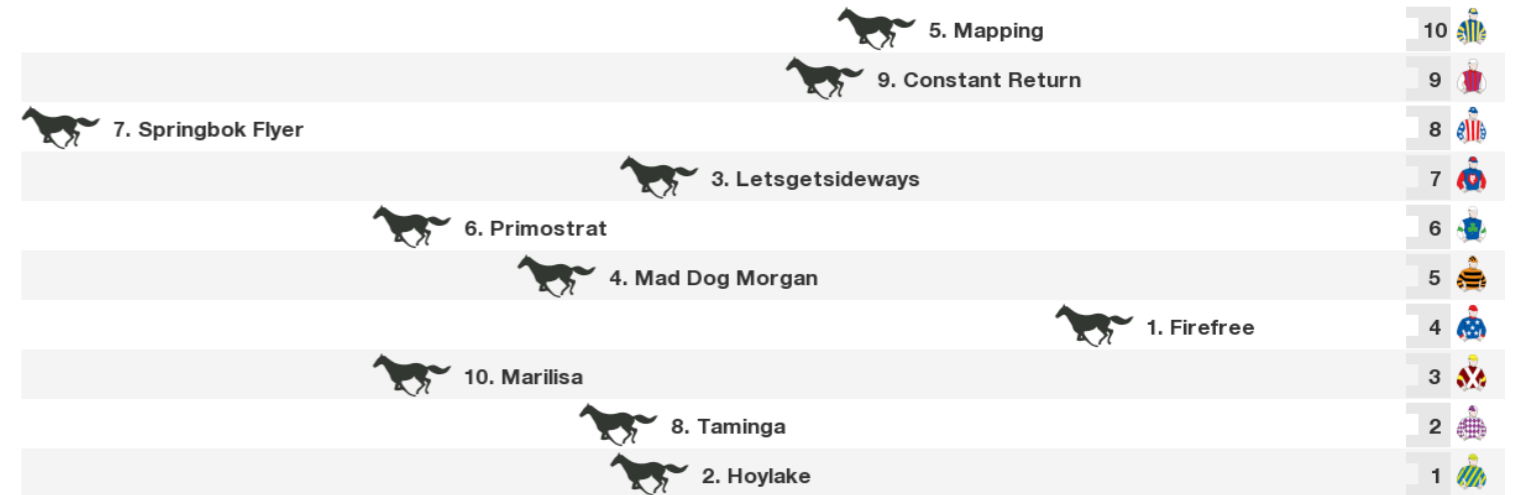 5. Mapping 10
9. Constant Return 9
7. Springbok Flyer 8
3. Letsgetsideways 7
6. Primostrat 6
4. Mad Dog Morgan 5
1. Firefree 4
10. Marilisa 3
8. Taminga 2
2. Hoylake 1